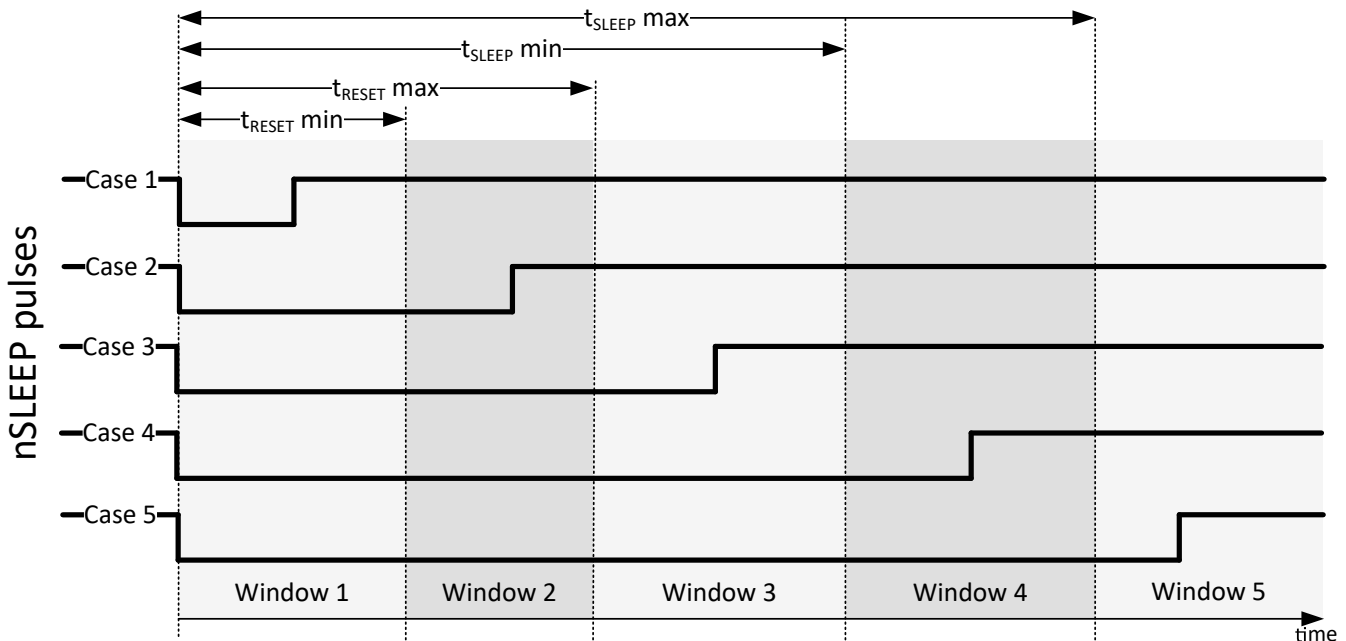 tSLEEP max
tSLEEP min
tRESET max
tRESET min
nSLEEP pulses
Case 1
Case 2
Case 3
Case 4
Case 5
Window 1 Window 2 Window 3 Window 4 Window 5
time